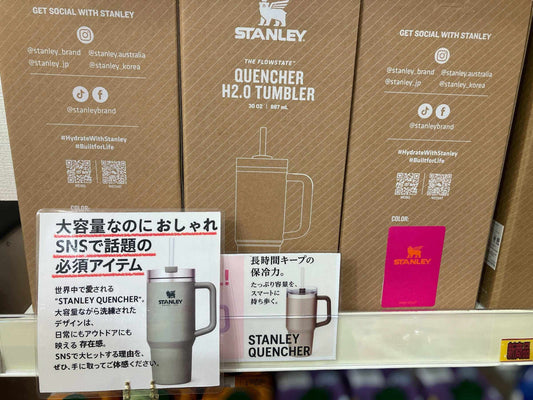 GET SOCIAL WITH STANLEY
@stanley_brand @stanley.australia
@stanley_jp @stanley_korea
@stanleybrand
#HydrateWithStanley
#BuiltforLife
STANLEY
THE FLOWSTATE™
QUENCHER
H2.0 TUMBLER
30 OZ | 887 mL
GET SOCIAL WITH STANLEY
@stanley_brand @stanley.australia
@stanley_jp @stanley_korea
@stanleybrand
#HydrateWithStanley
#BuiltforLife
COLOR:
STANLEY
大容量なのに おしゃれ
SNSで話題の
必須アイテム
世界中で愛される
"STANLEY QUENCHER"。
大容量ながら洗練された
デザインは、
日常にもアウトドアにも
映える 存在感。
SNSで大ヒットする理由を、
ぜひ、手に取ってご体感ください。
STANLEY
長時間キープの
保冷力。
たっぷり容量を、
スマートに
持ち歩く。
STANLEY
QUENCHER